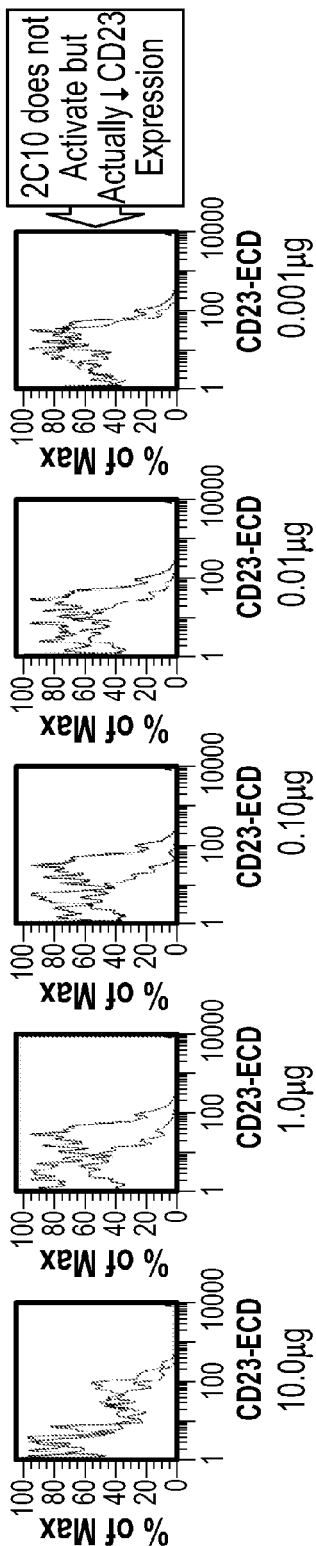 % of Max
100
80
60
40
20
0
1
100
10000
CD23-ECD
10.0µg
% of Max
100
80
60
40
20
0
1
100
10000
CD23-ECD
1.0µg
% of Max
100
80
60
40
20
0
1
100
10000
CD23-ECD
0.10µg
% of Max
100
80
60
40
20
0
1
100
10000
CD23-ECD
0.01µg
% of Max
100
80
60
40
20
0
1
100
10000
CD23-ECD
0.001µg
2C10 does not
Activate but
Actually ↓ CD23
Expression